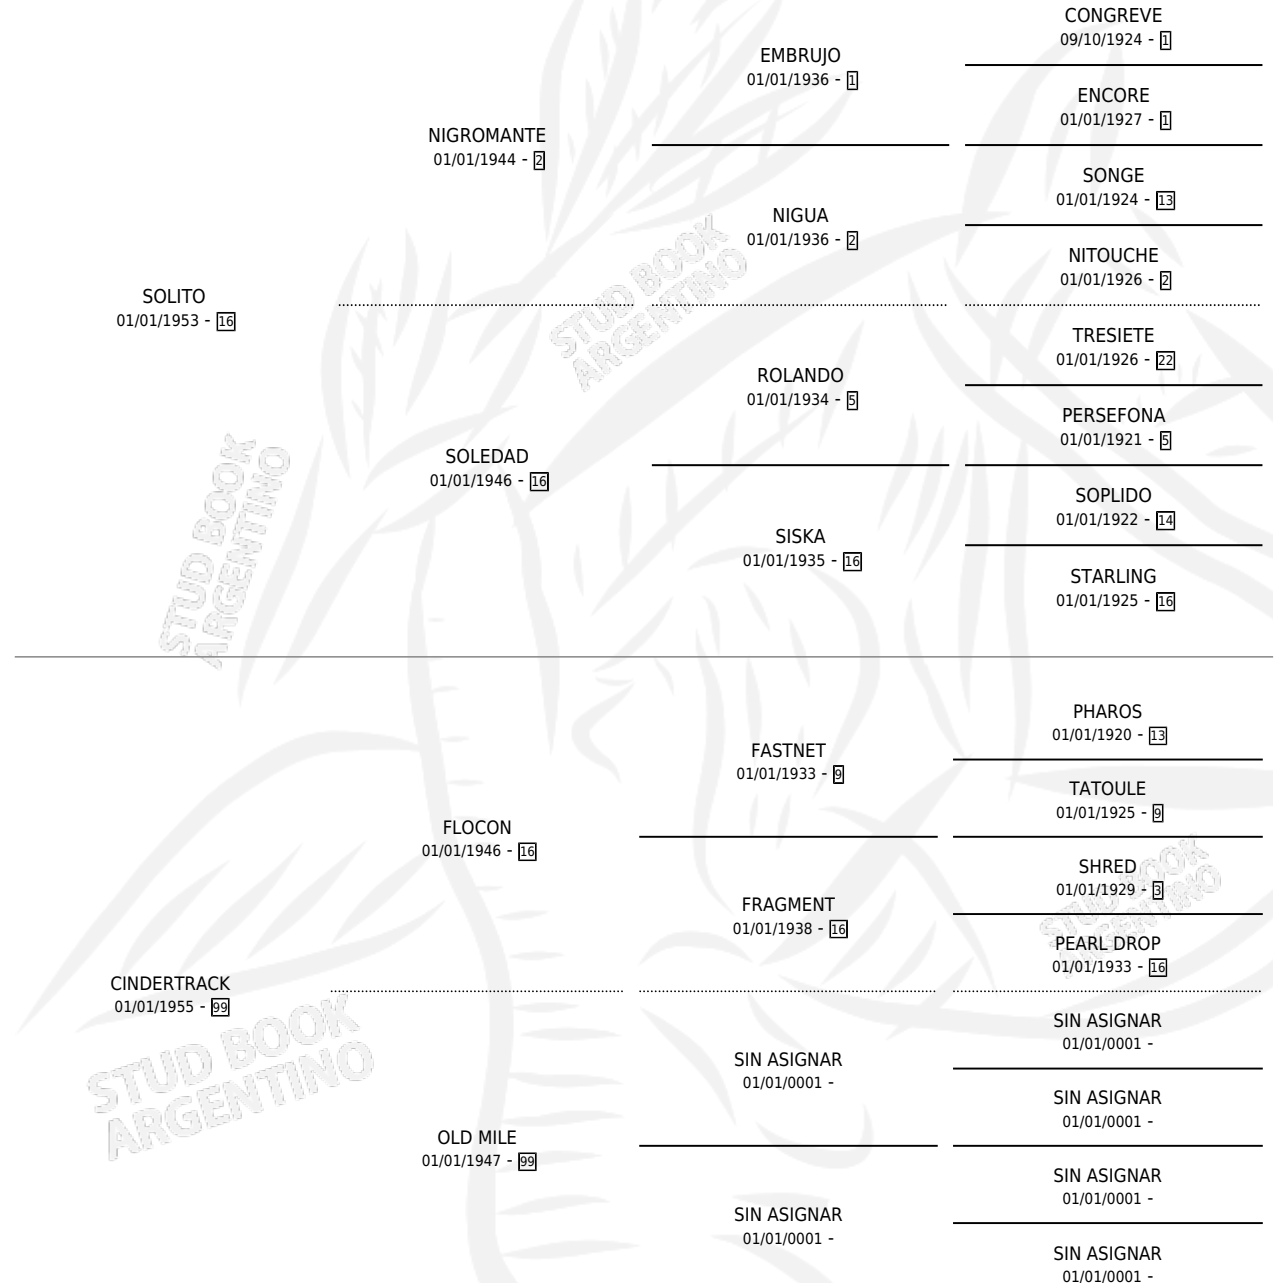 CONGREVE
09/10/1924 - 1
EMBRUJO
01/01/1936 - 1
ENCORE
01/01/1927 - 1
NIGROMANTE
01/01/1944 - 2
SONGE
01/01/1924 - 13
NIGUA
01/01/1936 - 2
NITOUCHE
01/01/1926 - 2
SOLITO
01/01/1953 - 16
TRESIETE
01/01/1926 - 22
ROLANDO
01/01/1934 - 5
PERSEFONA
01/01/1921 - 5
SOLEDAD
01/01/1946 - 16
SOPLIDO
01/01/1922 - 14
SISKA
01/01/1935 - 16
STARLING
01/01/1925 - 16
STUD BOOK
ARGENTINO
STUD BOOK
ARGENTINO
PHAROS
01/01/1920 - 13
FASTNET
01/01/1933 - 9
TATOULE
01/01/1925 - 9
FLOCON
01/01/1946 - 16
SHRED
01/01/1929 - 3
FRAGMENT
01/01/1938 - 16
PEARL DROP
01/01/1933 - 16
CINDERTRACK
01/01/1955 - 99
SIN ASIGNAR
01/01/0001 -
SIN ASIGNAR
01/01/0001 -
SIN ASIGNAR
01/01/0001 -
OLD MILE
01/01/1947 - 99
SIN ASIGNAR
01/01/0001 -
SIN ASIGNAR
01/01/0001 -
SIN ASIGNAR
01/01/0001 -
STUD BOOK
ARGENTINO
STUD BOOK
ARGENTINO